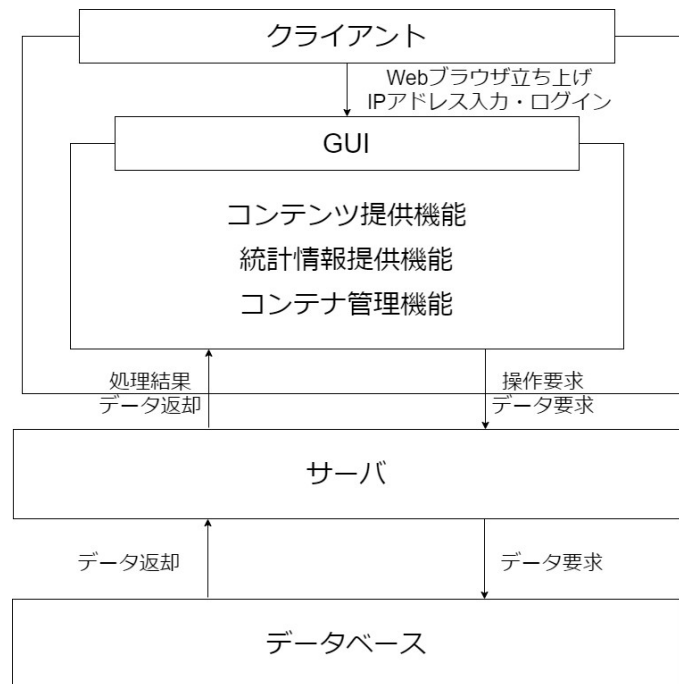 クライアント
Webブラウザ立ち上げ
IPアドレス入力・ログイン
GUI
コンテンツ提供機能
統計情報提供機能
コンテナ管理機能
処理結果
データ返却
操作要求
データ要求
サーバ
データ返却
データ要求
データベース